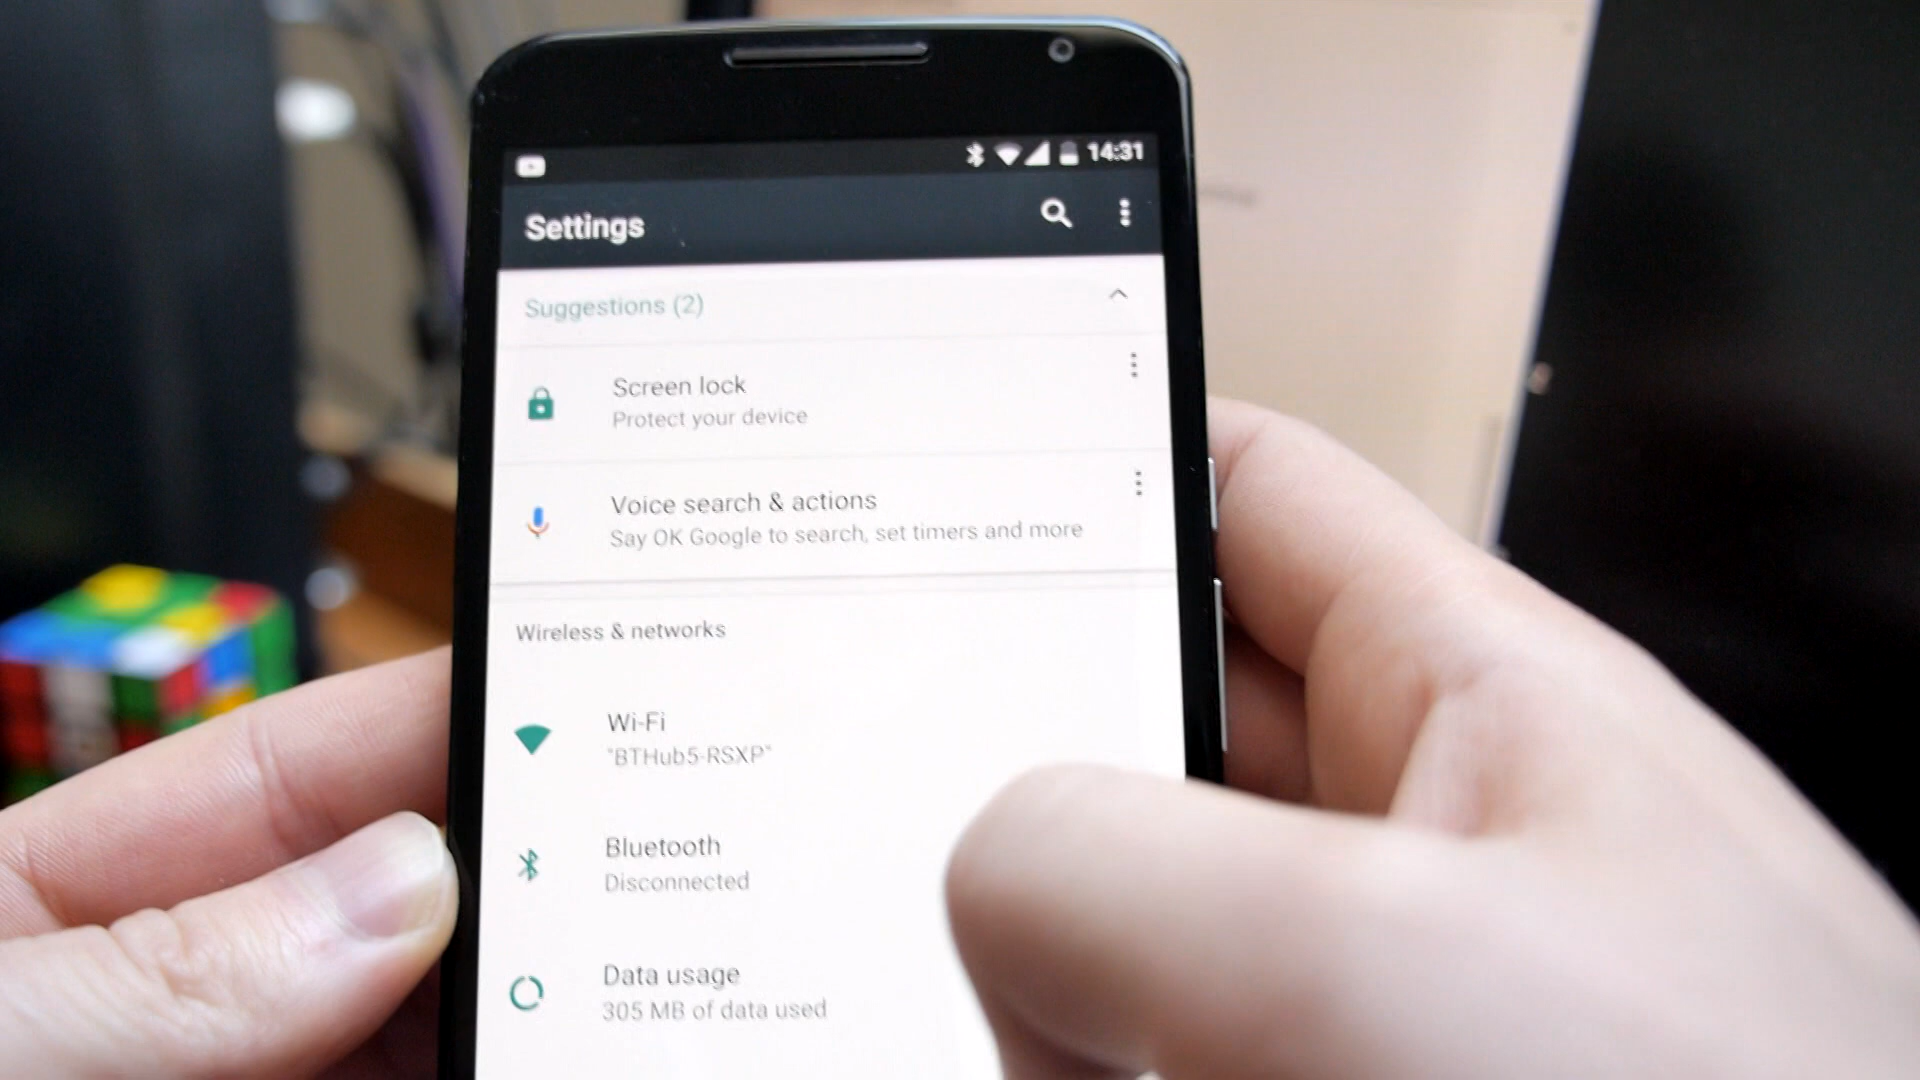 14:31
Settings
Suggestions (2)
Screen lock
Protect your device
Voice search & actions
Say OK Google to search, set timers and more
Wireless & networks
Wi-Fi
"BTHub5-RSXP"
Bluetooth
Disconnected
Data usage
305 MB of data used